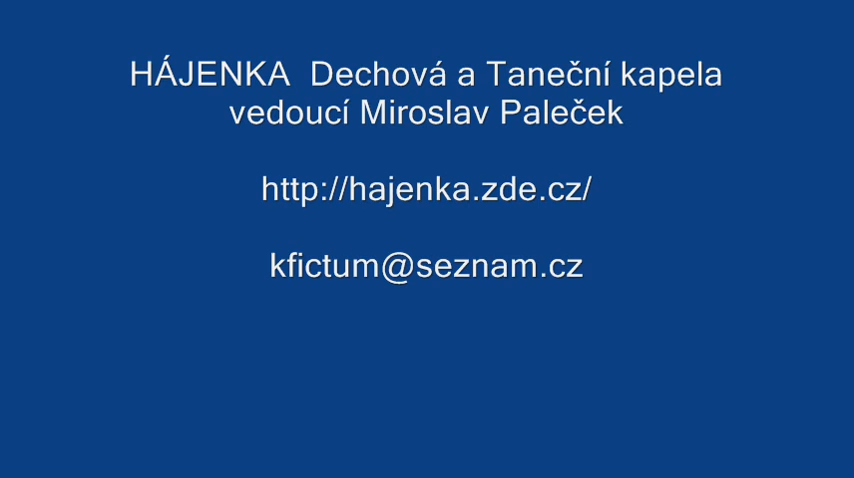 HÁJENKA  Dechová a Taneční kapela
vedoucí Miroslav Paleček
http://hajenka.zde.cz/
kfictum@seznam.cz